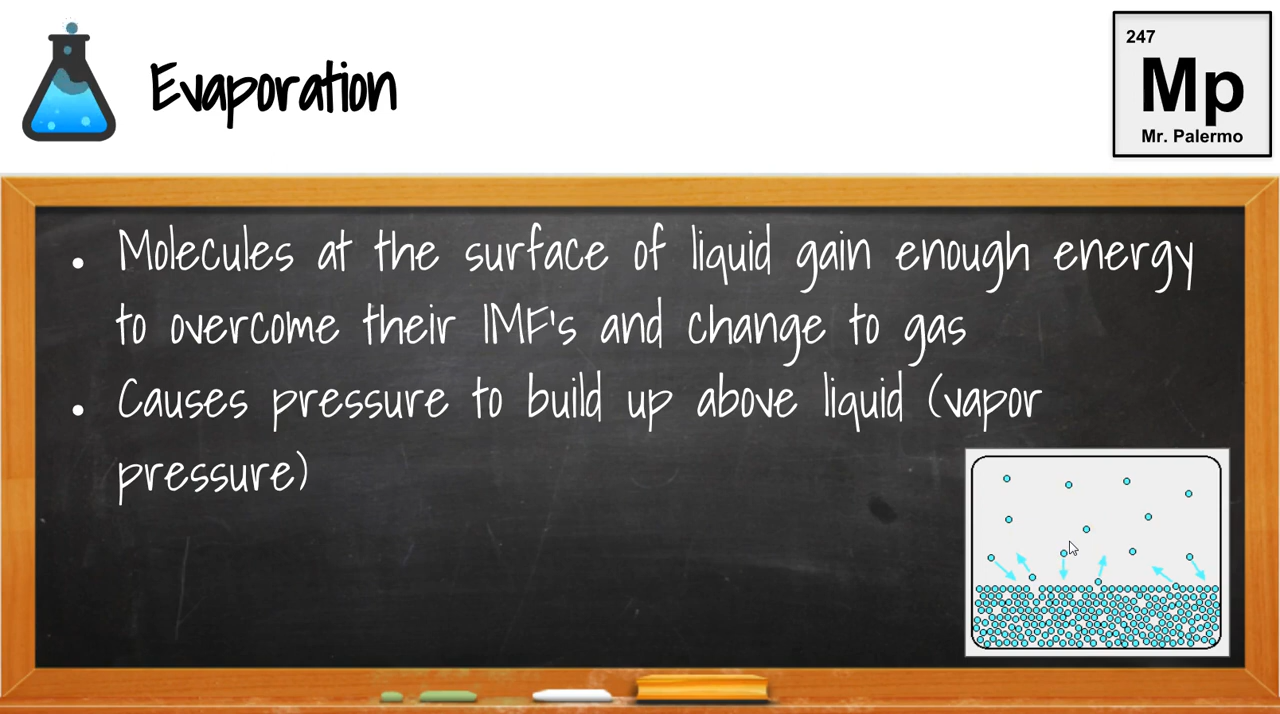 Evaporation
247
Mp
Mr. Palermo
• Molecules at the surface of liquid gain enough energy
to overcome their IMF's and change to gas
• Causes pressure to build up above liquid (vapor
pressure)